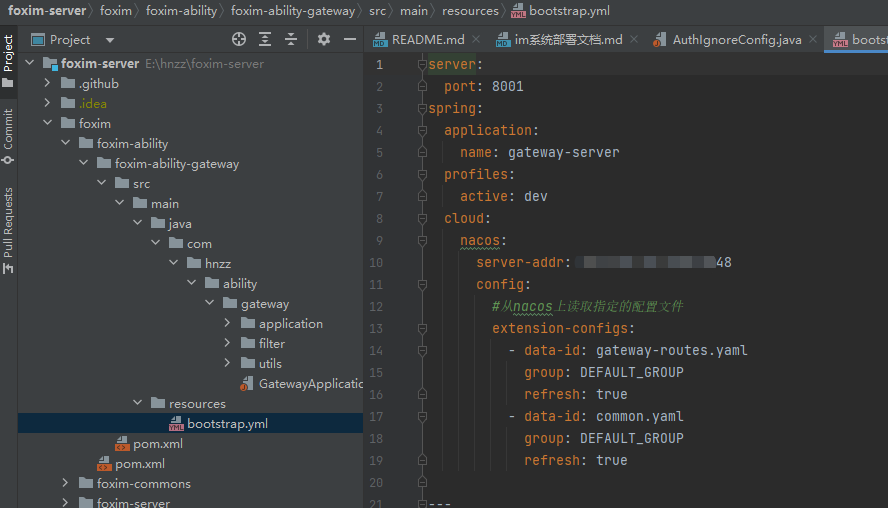 foxim-server foxim foxim-ability foxim-ability-gateway src main resources bootstrap.yml
Project
README.md
im系统部署文档.md
AuthIgnoreConfig.java
Project
Commit
Pull Requests
foxim-server E:\hnzz\foxim-server
.github
.idea
foxim
foxim-ability
foxim-ability-gateway
src
main
java
com
hnzz
ability
gateway
application
filter
utils
resources
bootstrap.yml
pom.xml
pom.xml
foxim-commons
foxim-server
1 server:
2 port: 8001
3 spring:
4 application:
5 name: gateway-server
6 profiles:
7 active: dev
8 cloud:
9 nacos:
10 server-addr: 48
11 config:
12 #从nacos上读取指定的配置文件
13 extension-configs:
14 - data-id: gateway-routes.yaml
15 group: DEFAULT_GROUP
16 refresh: true
17 - data-id: common.yaml
18 group: DEFAULT_GROUP
19 refresh: true
20
21 ---